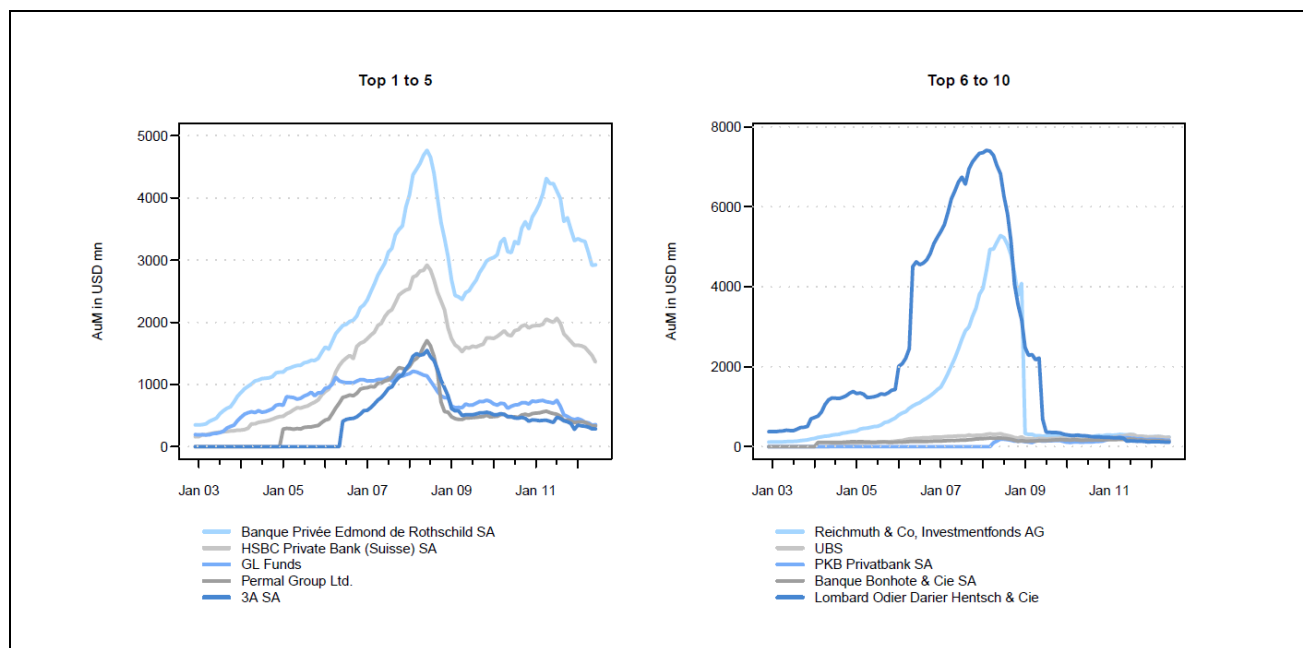 Top 1 to 5
AuM in USD mn
5000
4000
3000
2000
1000
0
Jan 03 Jan 05 Jan 07 Jan 09 Jan 11
Banque Privée Edmond de Rothschild SA
HSBC Private Bank (Suisse) SA
GL Funds
Permal Group Ltd.
3A SA
Top 6 to 10
AuM in USD mn
8000
6000
4000
2000
0
Jan 03 Jan 05 Jan 07 Jan 09 Jan 11
Reichmuth & Co, Investmentfonds AG
UBS
PKB Privatbank SA
Banque Bonhote & Cie SA
Lombard Odier Darier Hentsch & Cie